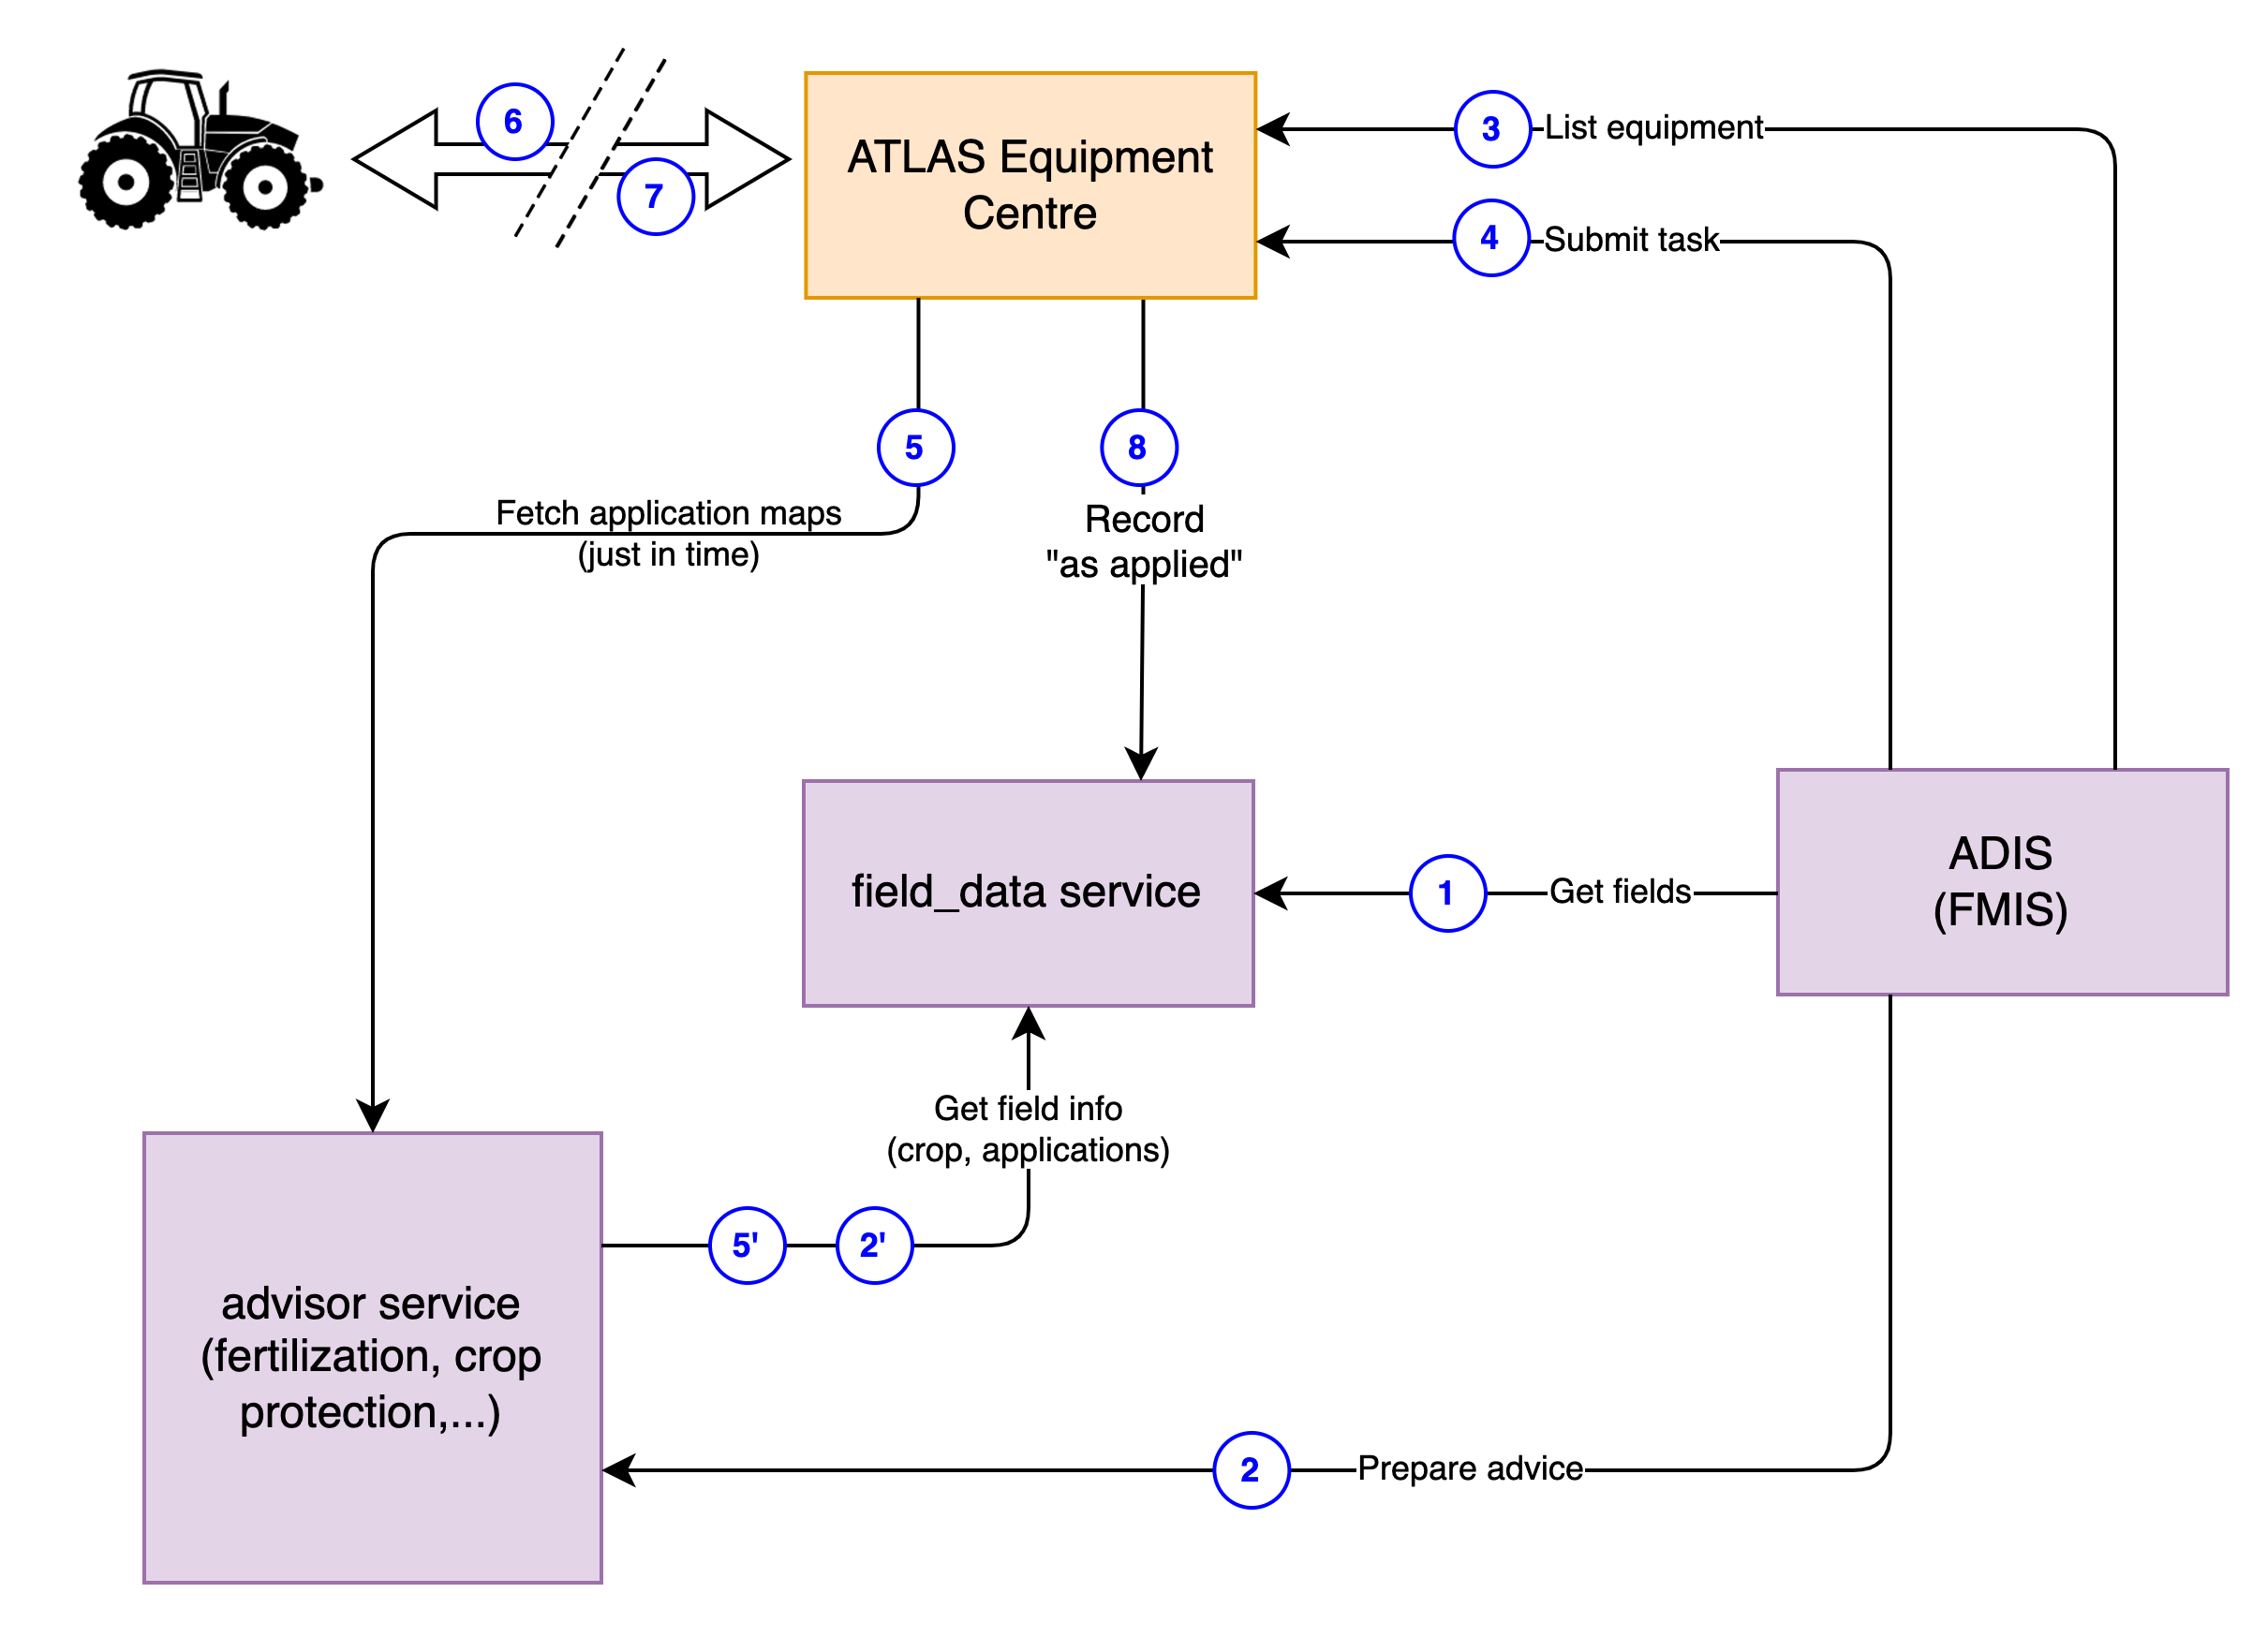 6
7
ATLAS Equipment
Centre
3
List equipment
4
Submit task
5
8
Fetch application maps
(just in time)
Record
"as applied"
field_data service
1
Get fields
ADIS
(FMIS)
Get field info
(crop, applications)
5'
2'
advisor service
(fertilization, crop
protection,...)
2
Prepare advice